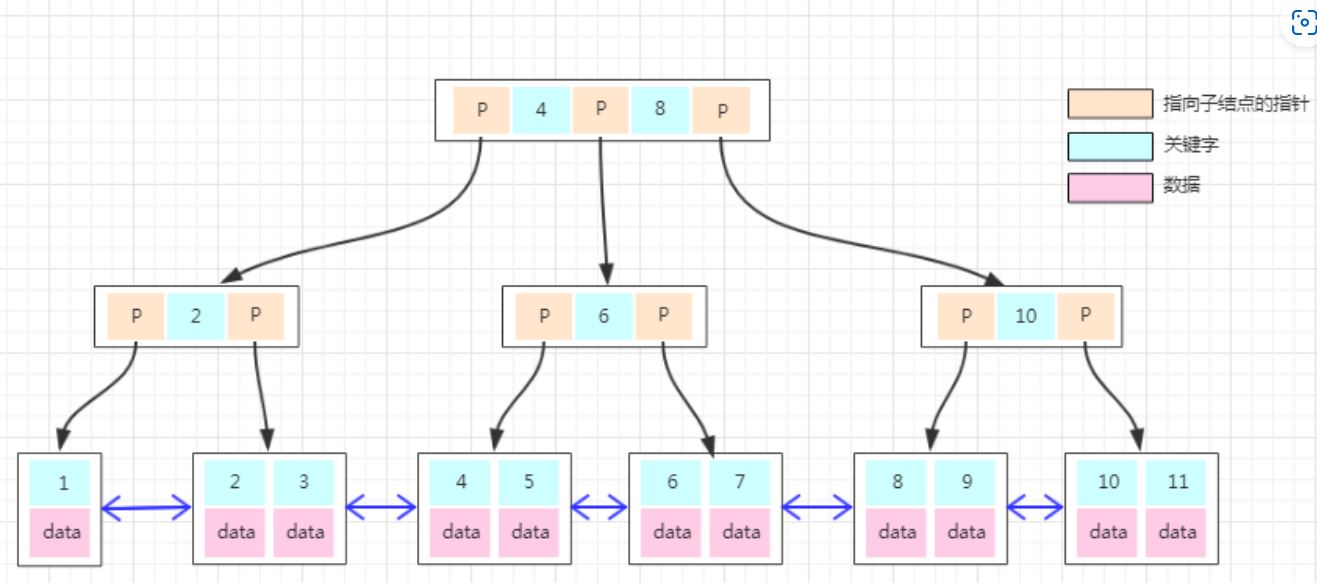 P 4 P 8 P
指向子结点的指针
关键字
数据
P 2 P
P 6 P
P 10 P
1
data
2 3
data data
4 5
data data
6 7
data data
8 9
data data
10 11
data data